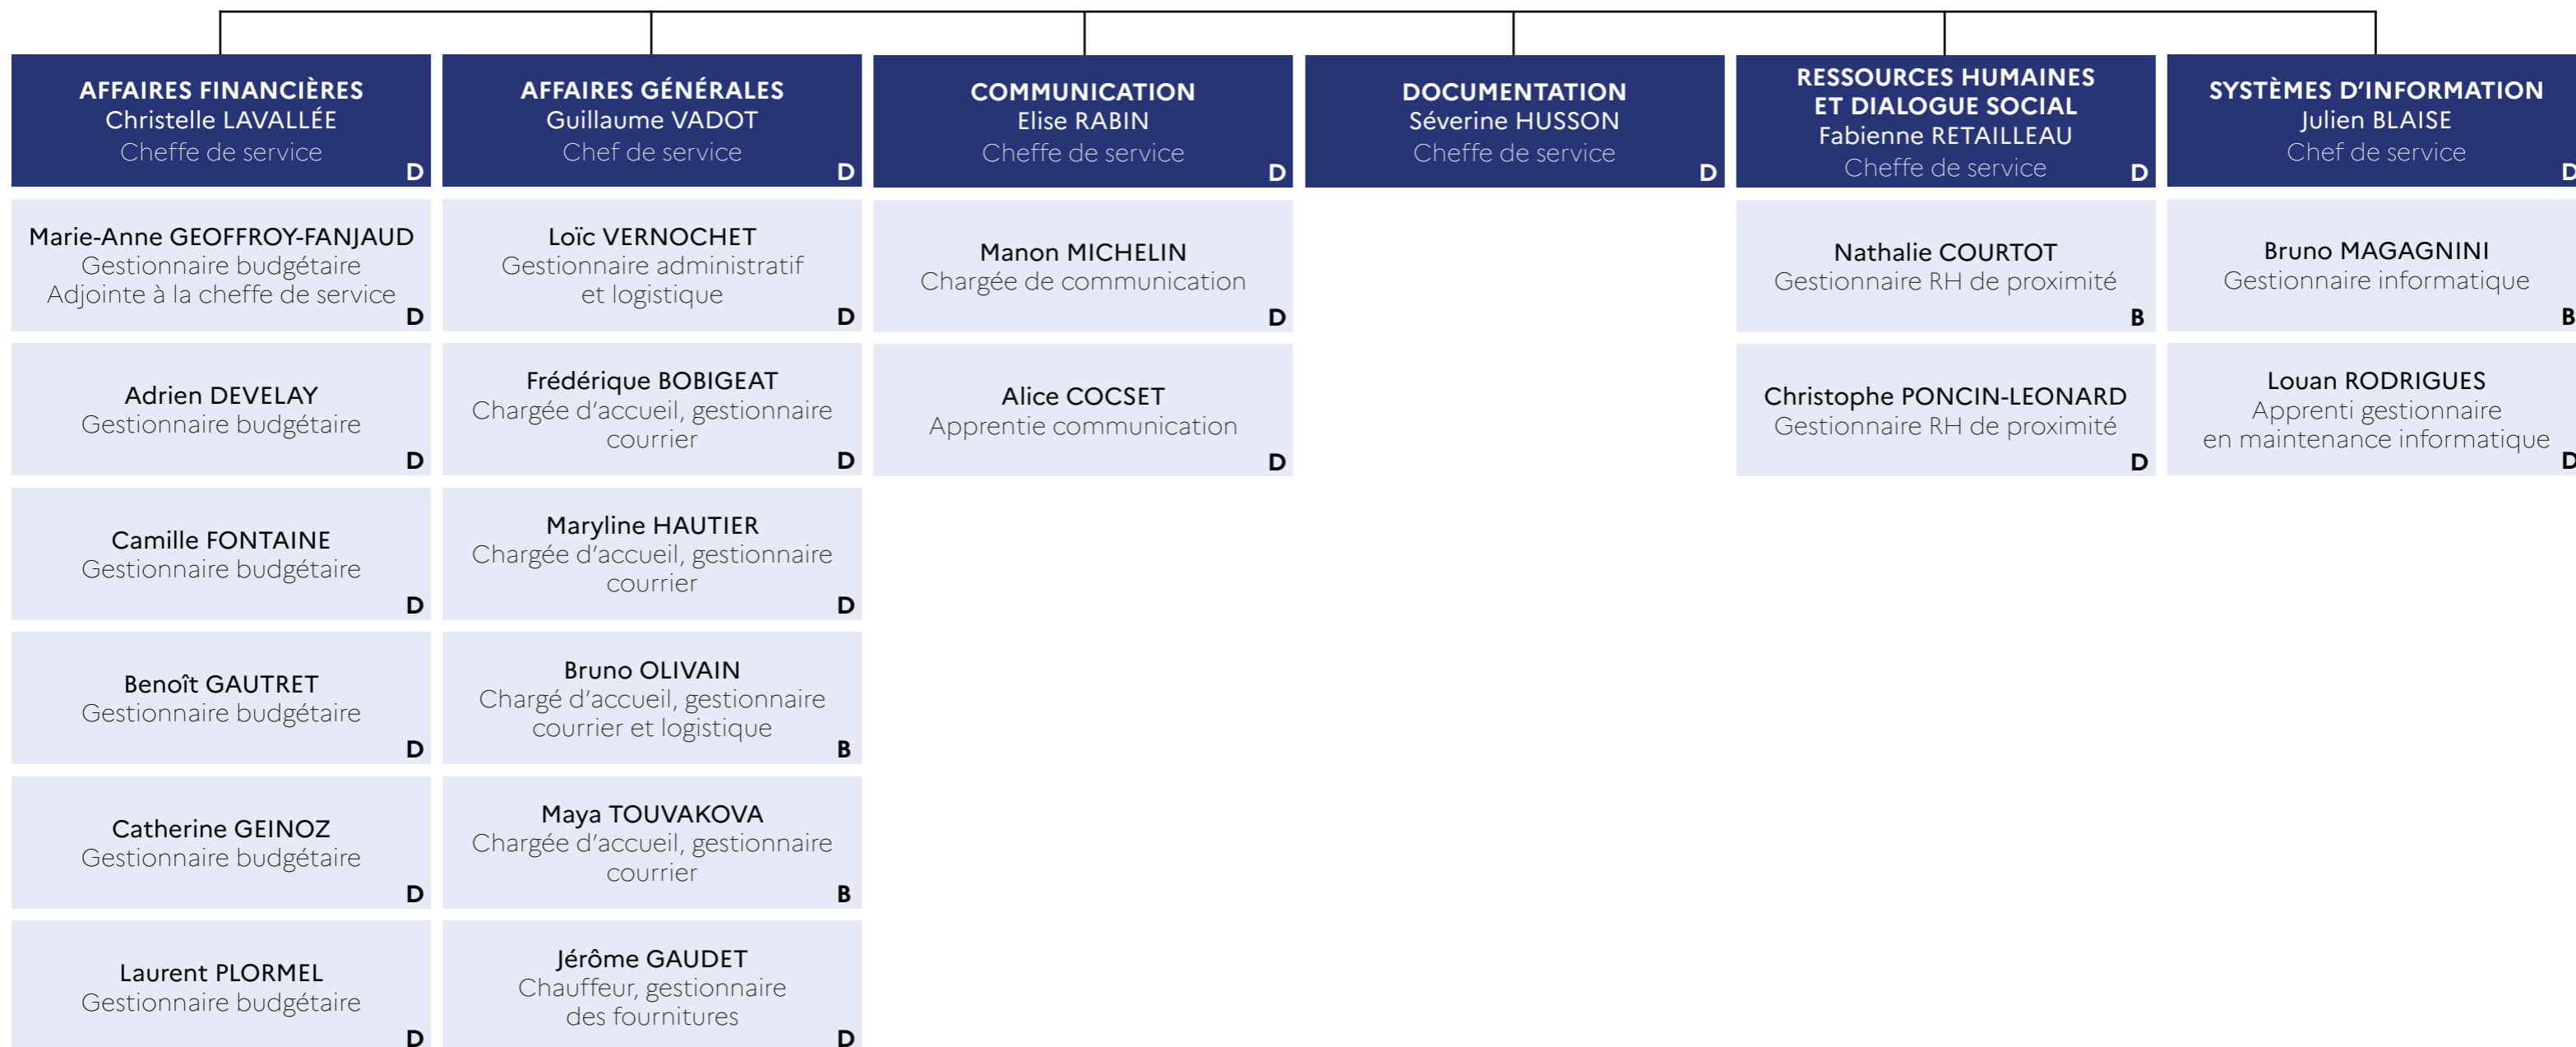 AFFAIRES FINANCIÈRES
Christelle LAVALLÉE
Cheffe de service
D
Marie-Anne GEOFFROY-FANJAUD
Gestionnaire budgétaire
Adjointe à la cheffe de service
D
Adrien DEVELAY
Gestionnaire budgétaire
D
Camille FONTAINE
Gestionnaire budgétaire
D
Benoît GAUTRET
Gestionnaire budgétaire
D
Catherine GEINOZ
Gestionnaire budgétaire
D
Laurent PLORMEL
Gestionnaire budgétaire
D
AFFAIRES GÉNÉRALES
Guillaume VADOT
Chef de service
D
Loïc VERNOCHET
Gestionnaire administratif
et logistique
D
Frédérique BOBIGEAT
Chargée d'accueil, gestionnaire
courrier
D
Maryline HAUTIER
Chargée d'accueil, gestionnaire
courrier
D
Bruno OLIVAIN
Chargé d'accueil, gestionnaire
courrier et logistique
B
Maya TOUVAKOVA
Chargée d'accueil, gestionnaire
courrier
B
Jérôme GAUDET
Chauffeur, gestionnaire
des fournitures
D
COMMUNICATION
Elise RABIN
Cheffe de service
D
Manon MICHELIN
Chargée de communication
D
Alice COCSET
Apprentie communication
D
DOCUMENTATION
Séverine HUSSON
Cheffe de service
D
RESSOURCES HUMAINES
ET DIALOGUE SOCIAL
Fabienne RETAILLEAU
Cheffe de service
D
Nathalie COURTOT
Gestionnaire RH de proximité
B
Christophe PONCIN-LEONARD
Gestionnaire RH de proximité
D
SYSTÈMES D'INFORMATION
Julien BLAISE
Chef de service
D
Bruno MAGAGNINI
Gestionnaire informatique
B
Louan RODRIGUES
Apprenti gestionnaire
en maintenance informatique
D